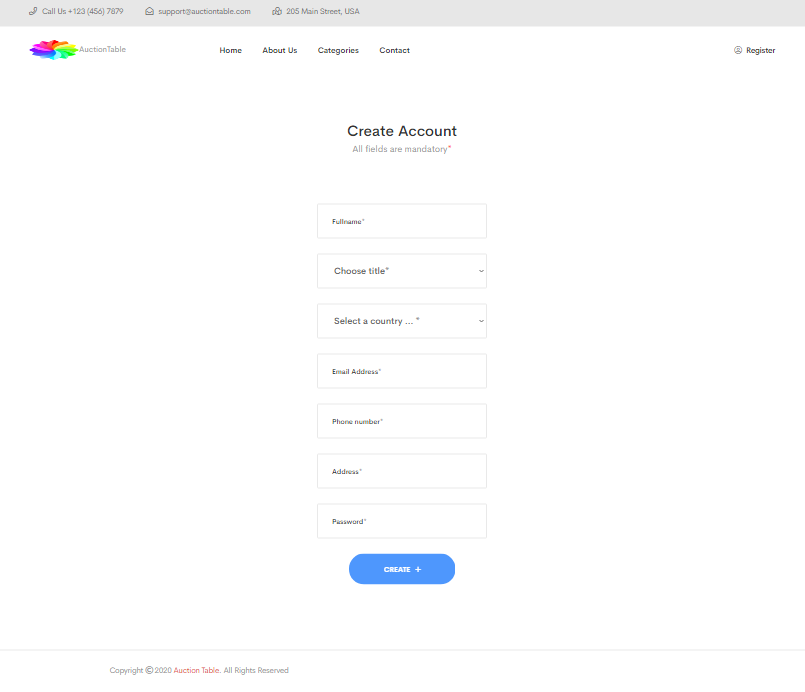 Call Us +123 (456) 7879 support@auctiontable.com 205 Main Street, USA
AuctionTable Home About Us Categories Contact Register
Create Account
All fields are mandatory*
Fullname*
Choose title*
Select a country ... *
Email Address*
Phone number*
Address*
Password*
CREATE +
Copyright © 2020 Auction Table. All Rights Reserved